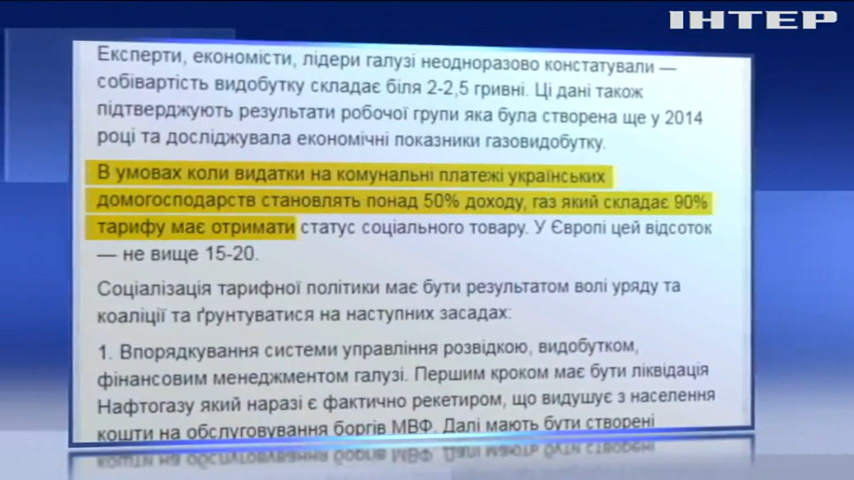 ІНТЕР
Експерти, економісти, лідери галузі неодноразово констатували —
собівартість видобутку складає біля 2-2,5 гривні. Ці дані також
підтверджують результати робочої групи яка була створена ще у 2014
році та досліджувала економічні показники газовидобутку.
В умовах коли видатки на комунальні платежі українських
домогосподарств становлять понад 50% доходу, газ який складає 90%
тарифу має отримати статус соціального товару. У Європі цей відсоток
— не вище 15-20.
Соціалізація тарифної політики має бути результатом волі уряду та
коаліції та ґрунтуватися на наступних засадах:
1. Впорядкування системи управління розвідкою, видобутком,
фінансовим менеджментом галузі. Першим кроком має бути ліквідація
Нафтогазу який наразі є фактично рекетиром, що видушує з населення
кошти на обслуговування боргів МВФ. Далі мають бути створені